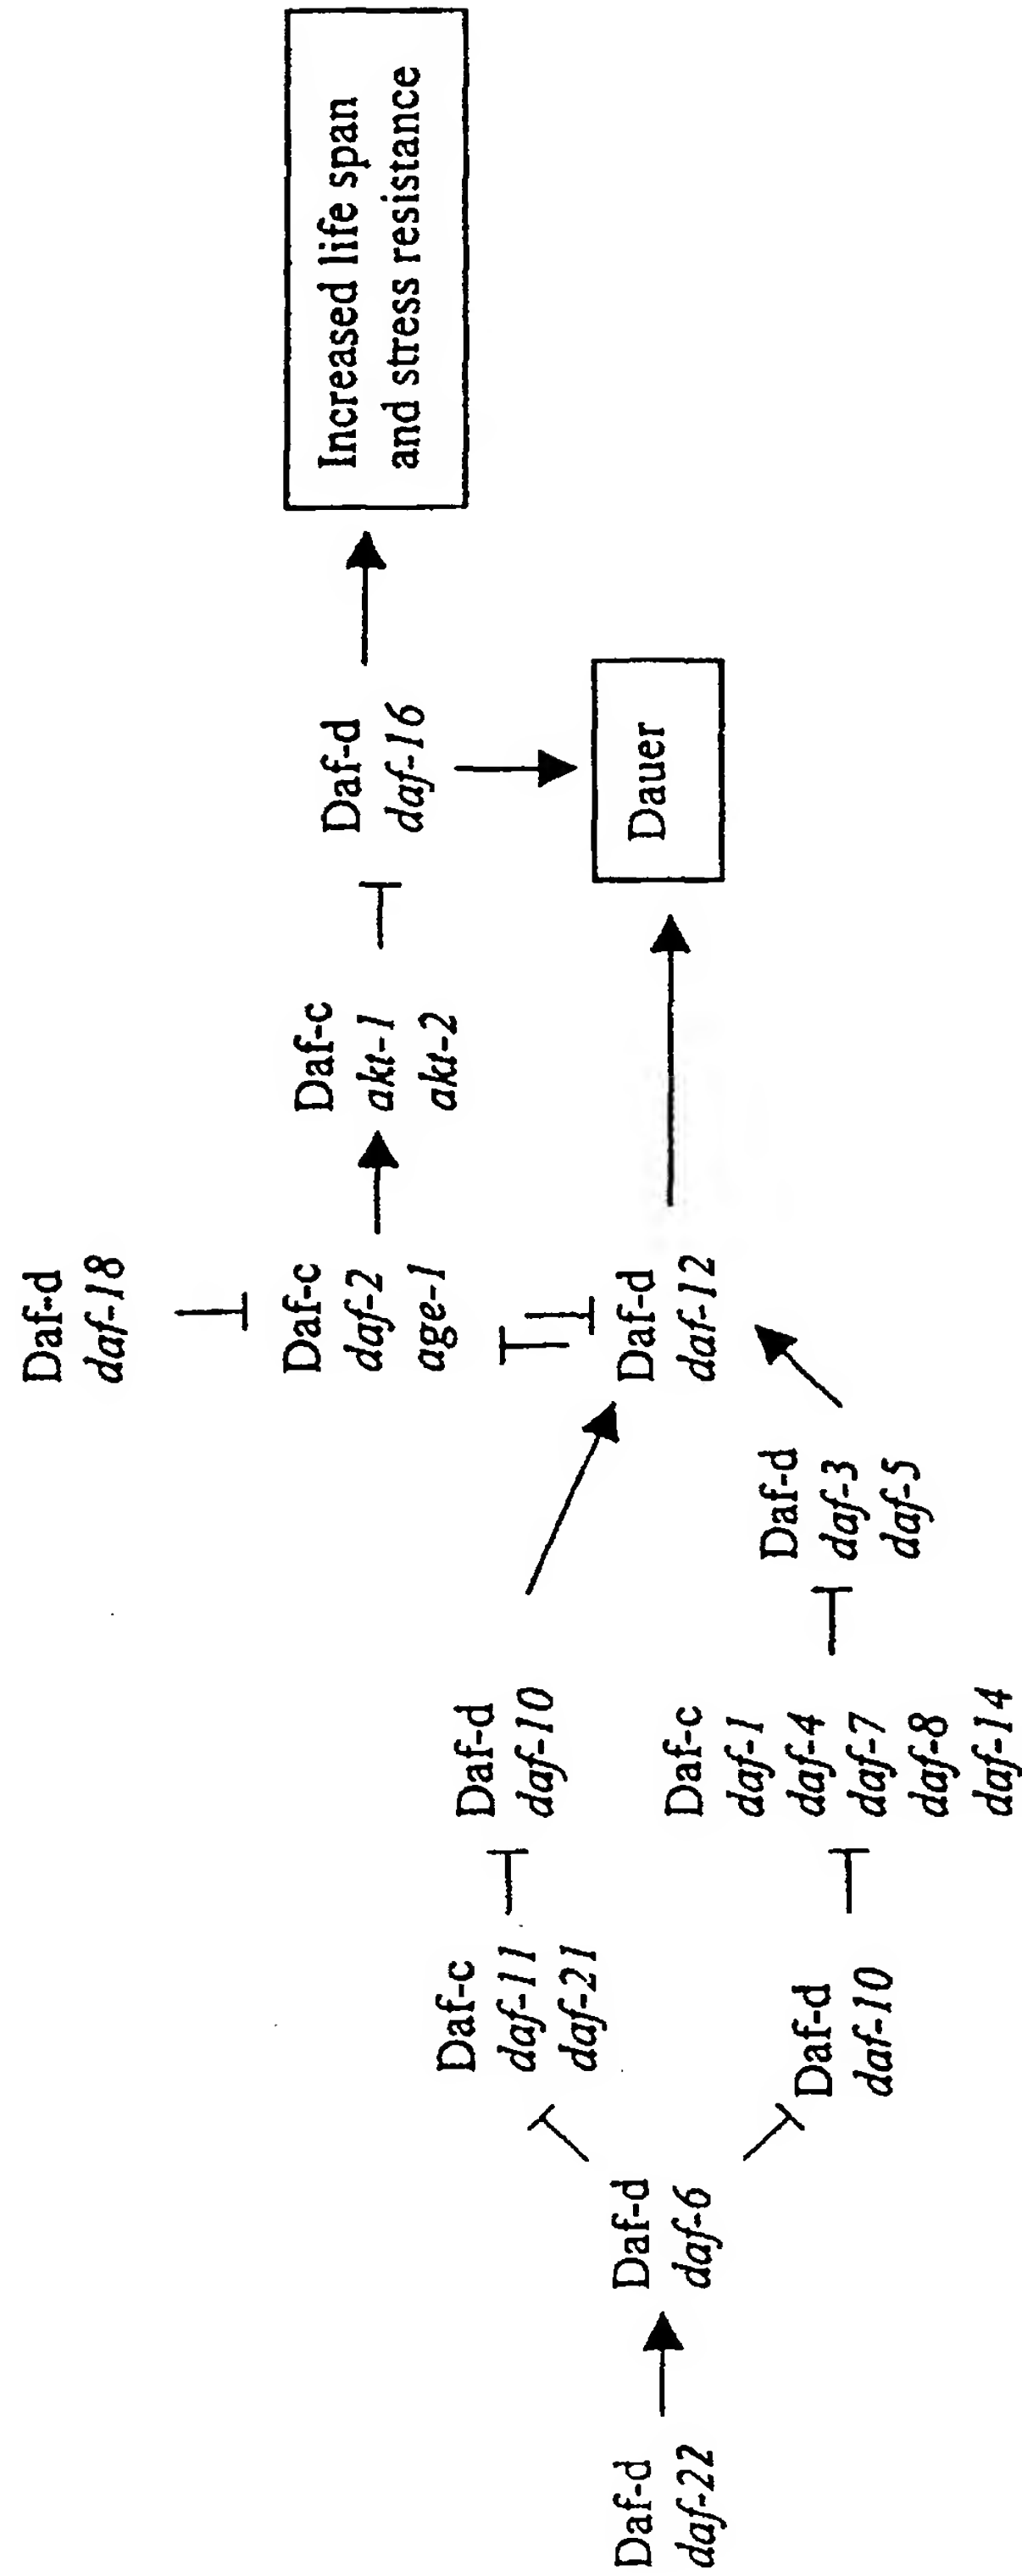 Daf-d
daf-22
Daf-d
daf-6
Daf-c
daf-11
daf-21
Daf-d
daf-10
Daf-d
daf-10
Daf-c
daf-1
daf-4
daf-7
daf-8
daf-14
Daf-d
daf-3
daf-5
Daf-d
daf-18
Daf-c
daf-2
age-1
Daf-d
daf-12
Daf-c
akt-1
akt-2
Daf-d
daf-16
Dauer
Increased life span
and stress resistance